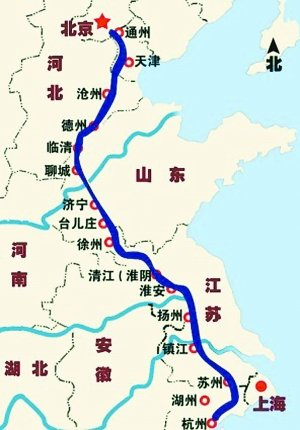 北京
通州
天津
北
河北
沧州
德州
临清
聊城
山东
济宁
台儿庄
徐州
河南
清江(淮阴
淮安
江苏
扬州
安徽
镇江
湖北
苏州
湖州
上海
杭州